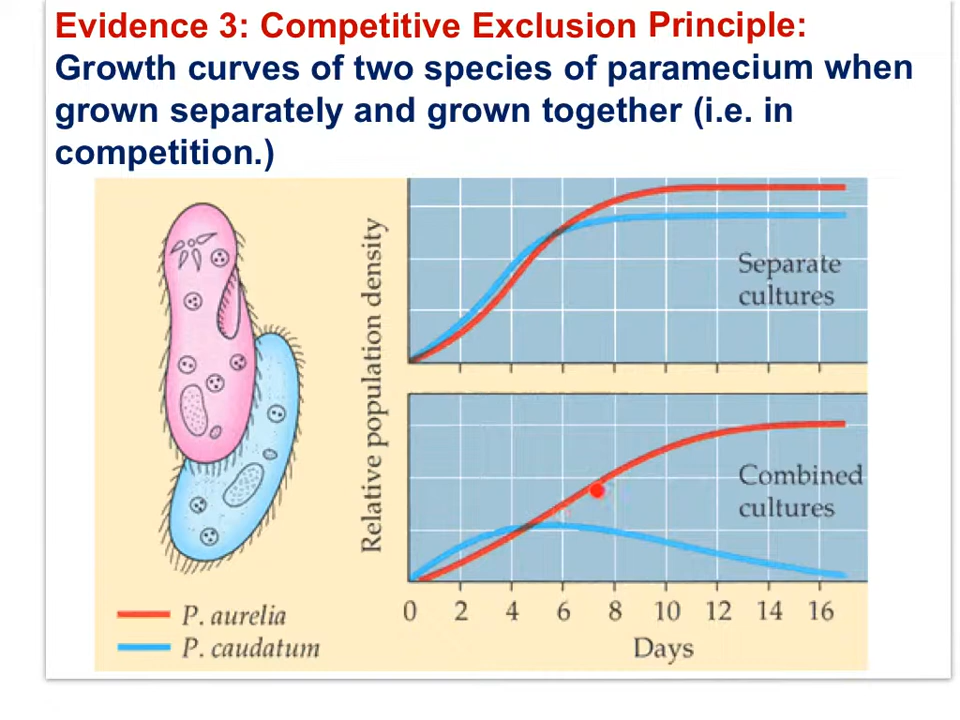 Evidence 3: Competitive Exclusion Principle:
Growth curves of two species of paramecium when
grown separately and grown together (i.e. in
competition.)
Relative population density
Separate
cultures
Combined
cultures
0 2 4 6 8 10 12 14 16
Days
P. aurelia
P. caudatum